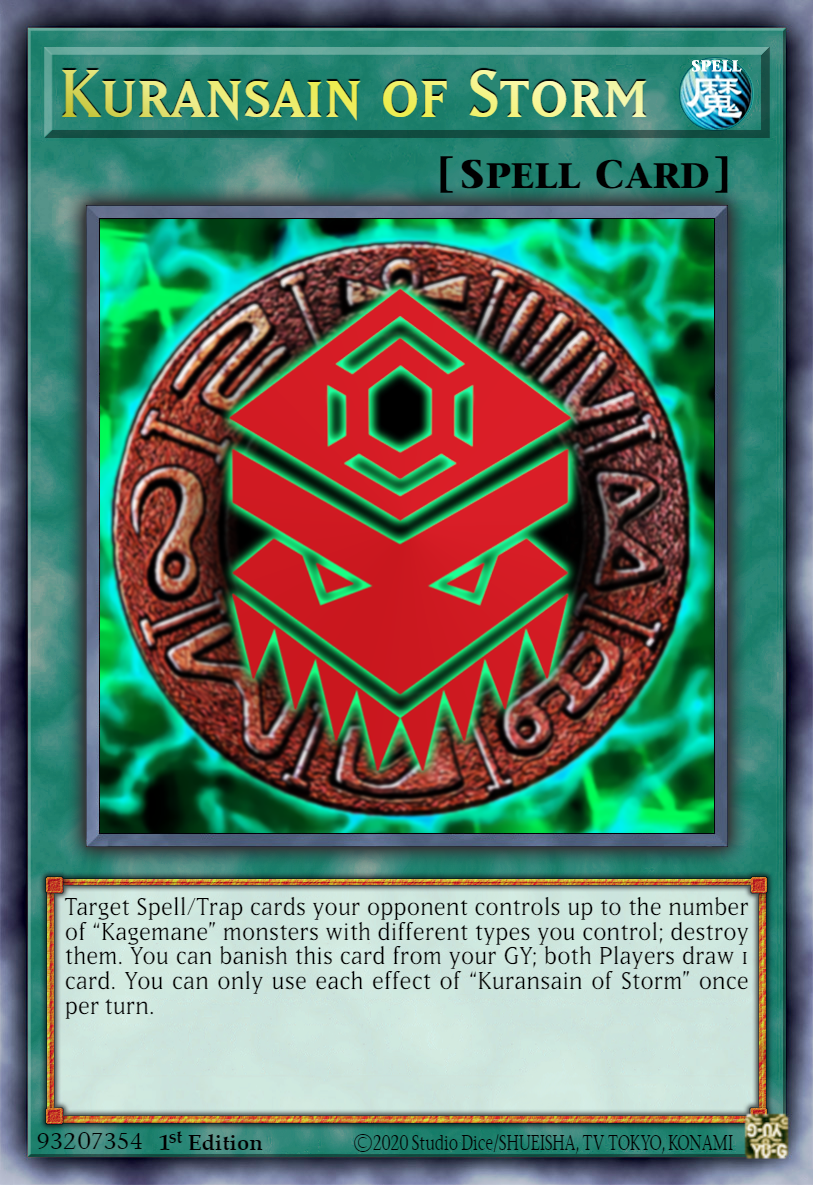 Kuransain of Storm
SPELL
魔
[Spell Card]
Target Spell/Trap cards your opponent controls up to the number
of “Kagemane” monsters with different types you control; destroy
them. You can banish this card from your GY; both Players draw 1
card. You can only use each effect of “Kuransain of Storm” once
per turn.
93207354 1st Edition ©2020 Studio Dice/SHUEISHA, TV TOKYO, KONAMI
YU-G